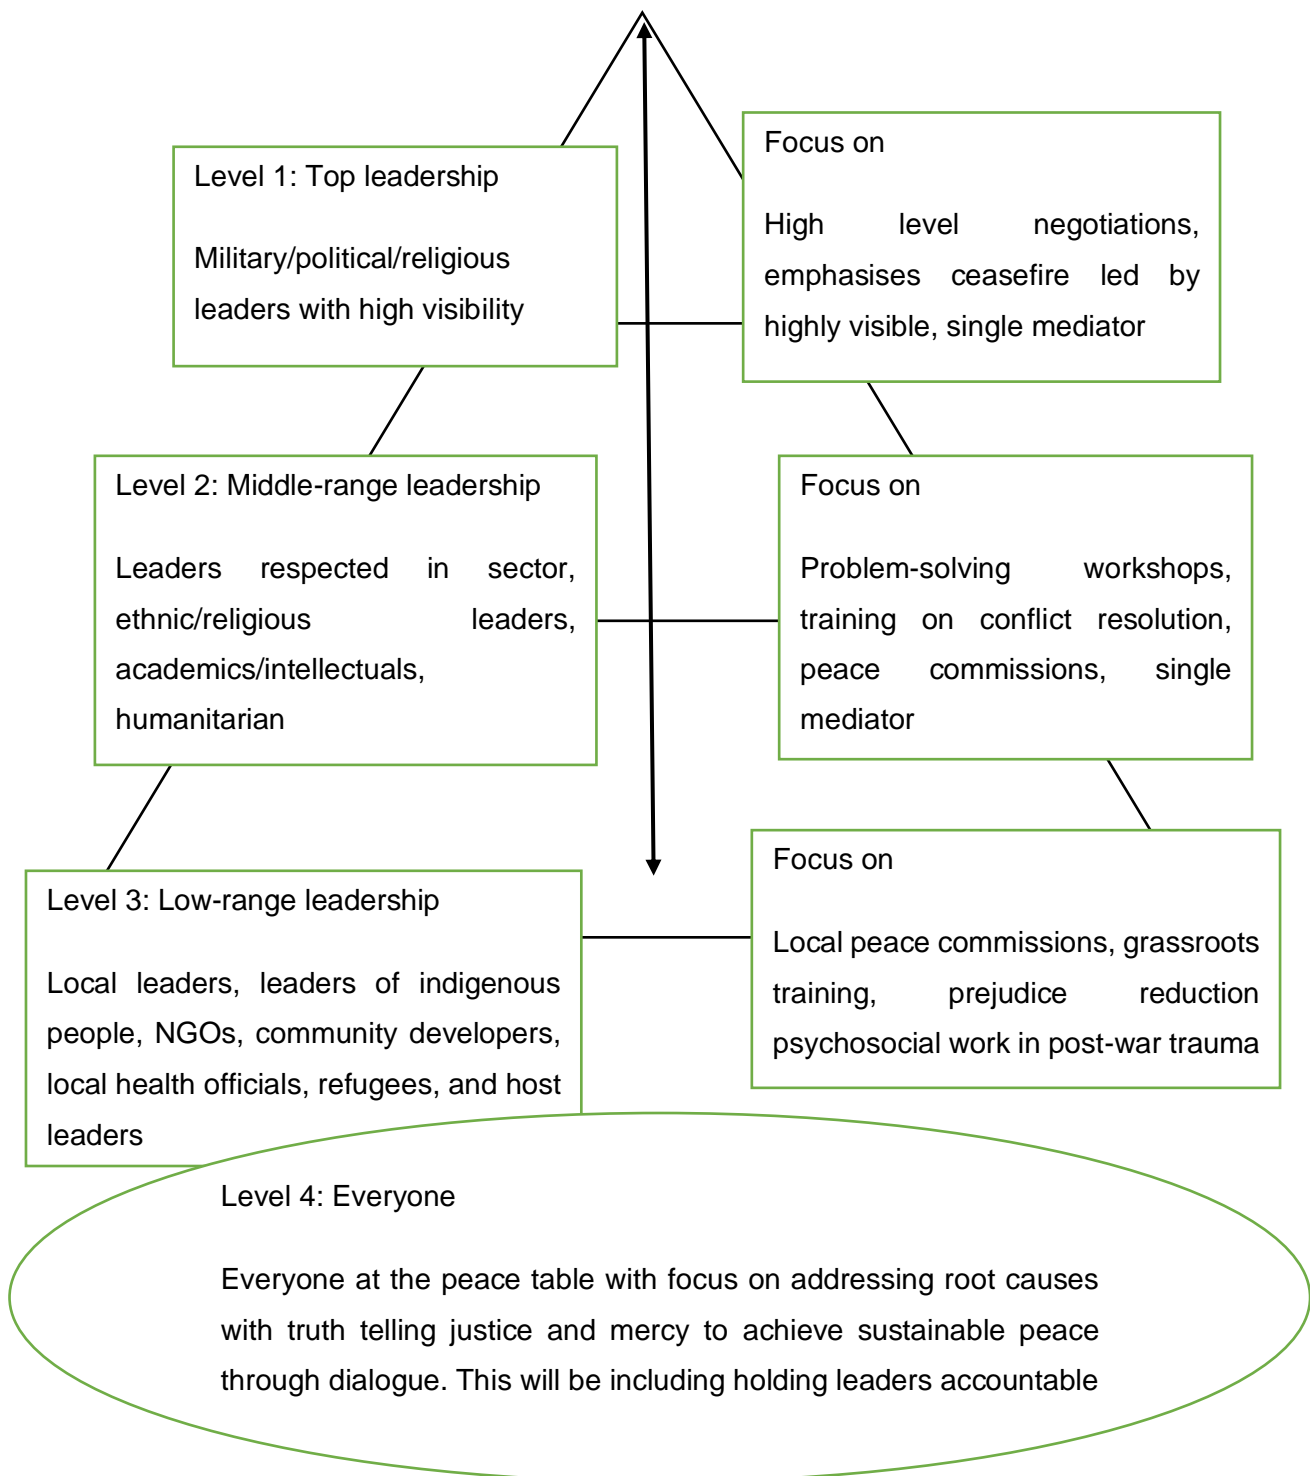 Level 1: Top leadership
Military/political/religious
leaders with high visibility
Focus on
High level negotiations,
emphasises ceasefire led by
highly visible, single mediator
Level 2: Middle-range leadership
Leaders respected in sector,
ethnic/religious leaders,
academics/intellectuals,
humanitarian
Focus on
Problem-solving workshops,
training on conflict resolution,
peace commissions, single
mediator
Level 3: Low-range leadership
Local leaders, leaders of indigenous
people, NGOs, community developers,
local health officials, refugees, and host
leaders
Focus on
Local peace commissions, grassroots
training, prejudice reduction
psychosocial work in post-war trauma
Level 4: Everyone
Everyone at the peace table with focus on addressing root causes
with truth telling justice and mercy to achieve sustainable peace
through dialogue. This will be including holding leaders accountable